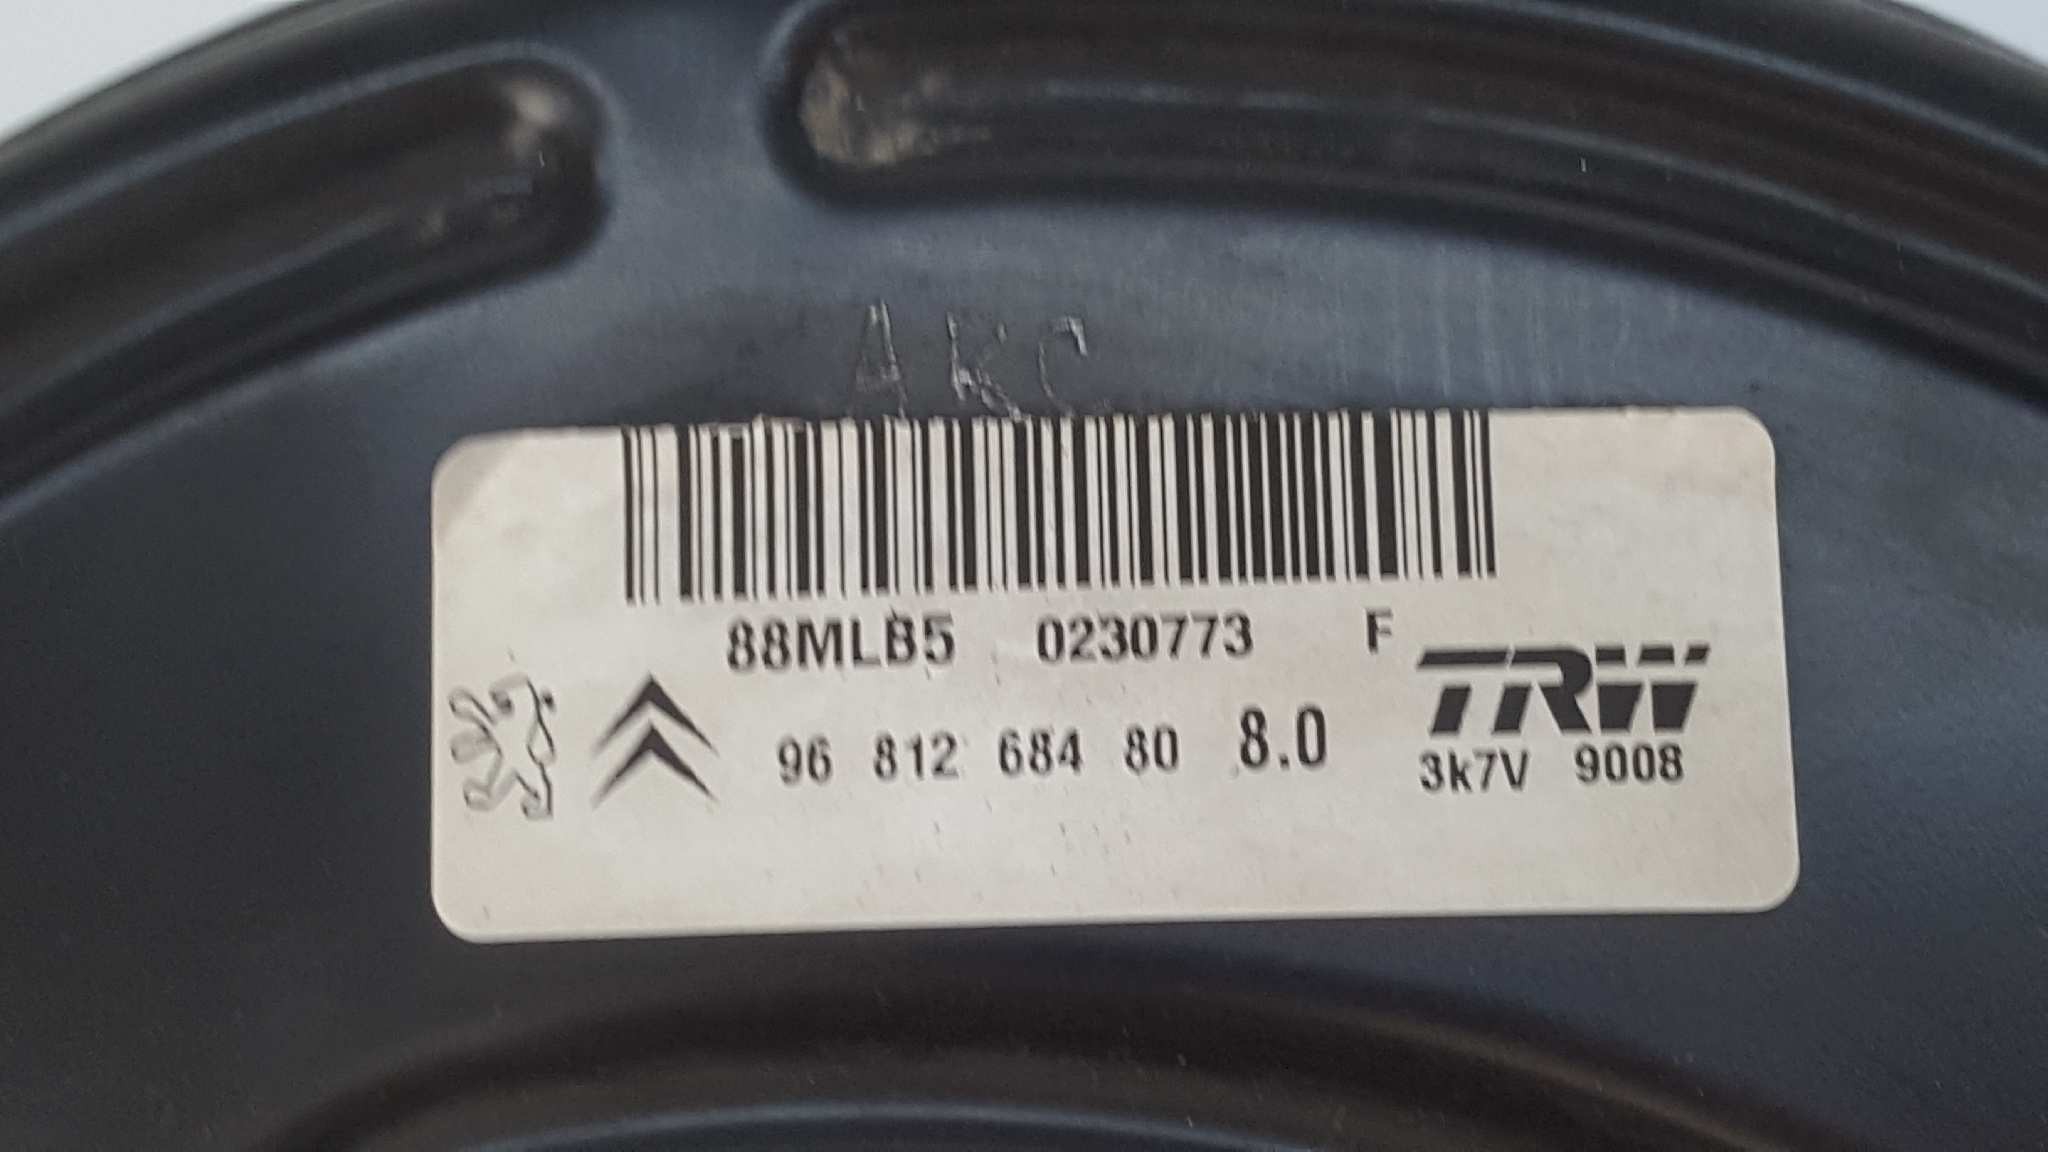 AKC
88MLB5 0230773 F
TRW
96 812 684 80 8.0
3k7V 9008